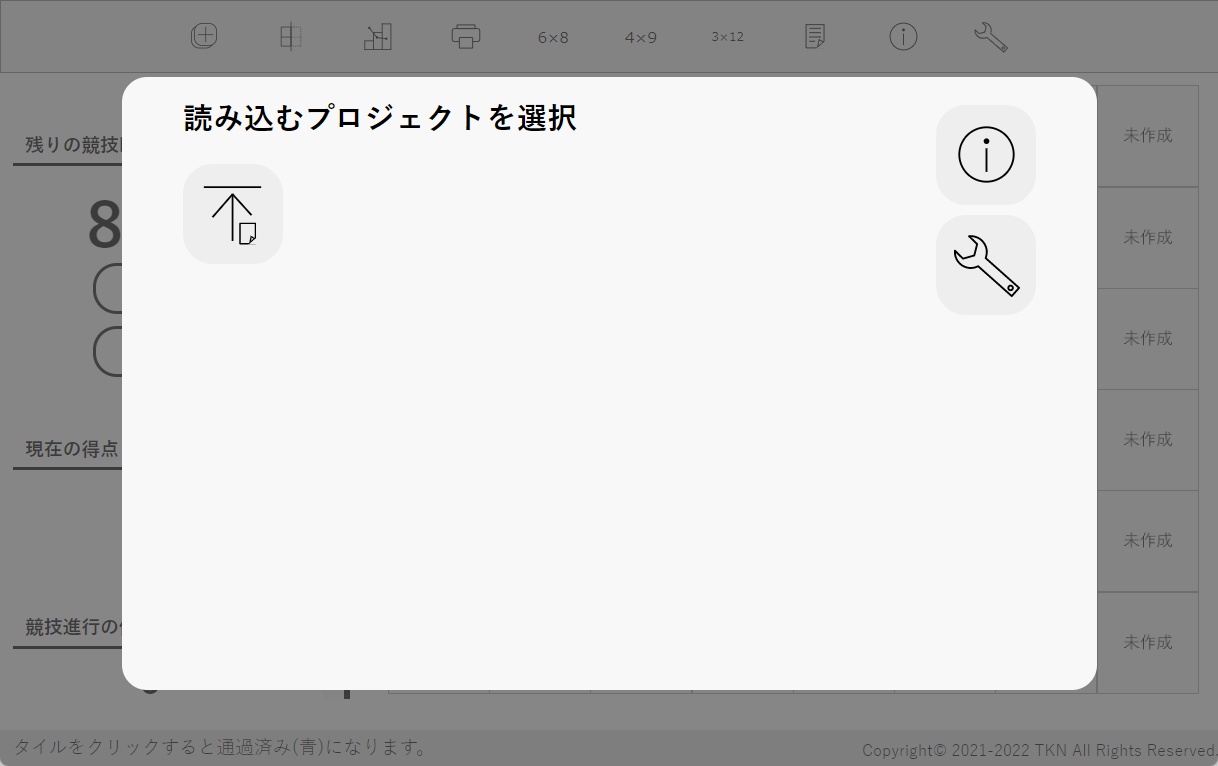 6×8 4×9 3×12
読み込むプロジェクトを選択
残りの競技
8
現在の得点
競技進行の
未作成
未作成
未作成
未作成
未作成
未作成
タイルをクリックすると通過済み(青)になります。
Copyright© 2021-2022 TKN All Rights Reserved.